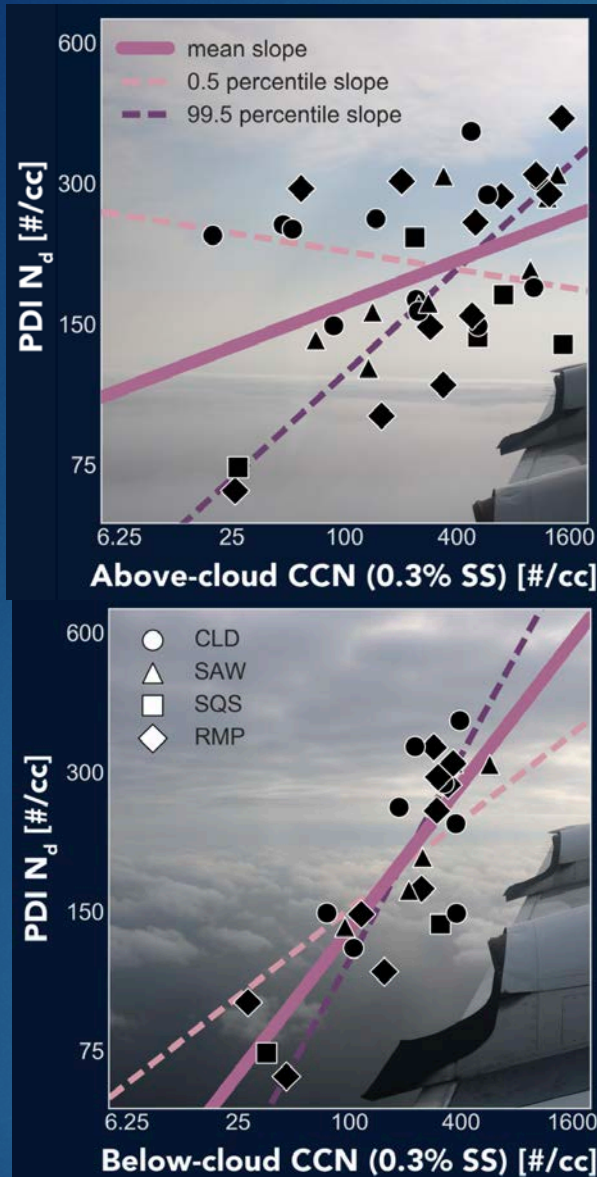 600
mean slope
0.5 percentile slope
99.5 percentile slope
300
150
75
PDI N_d [#/cc]
6.25 25 100 400 1600
Above-cloud CCN (0.3% SS) [#/cc]
600
CLD
SAW
SQS
RMP
300
150
75
PDI N_d [#/cc]
6.25 25 100 400 1600
Below-cloud CCN (0.3% SS) [#/cc]